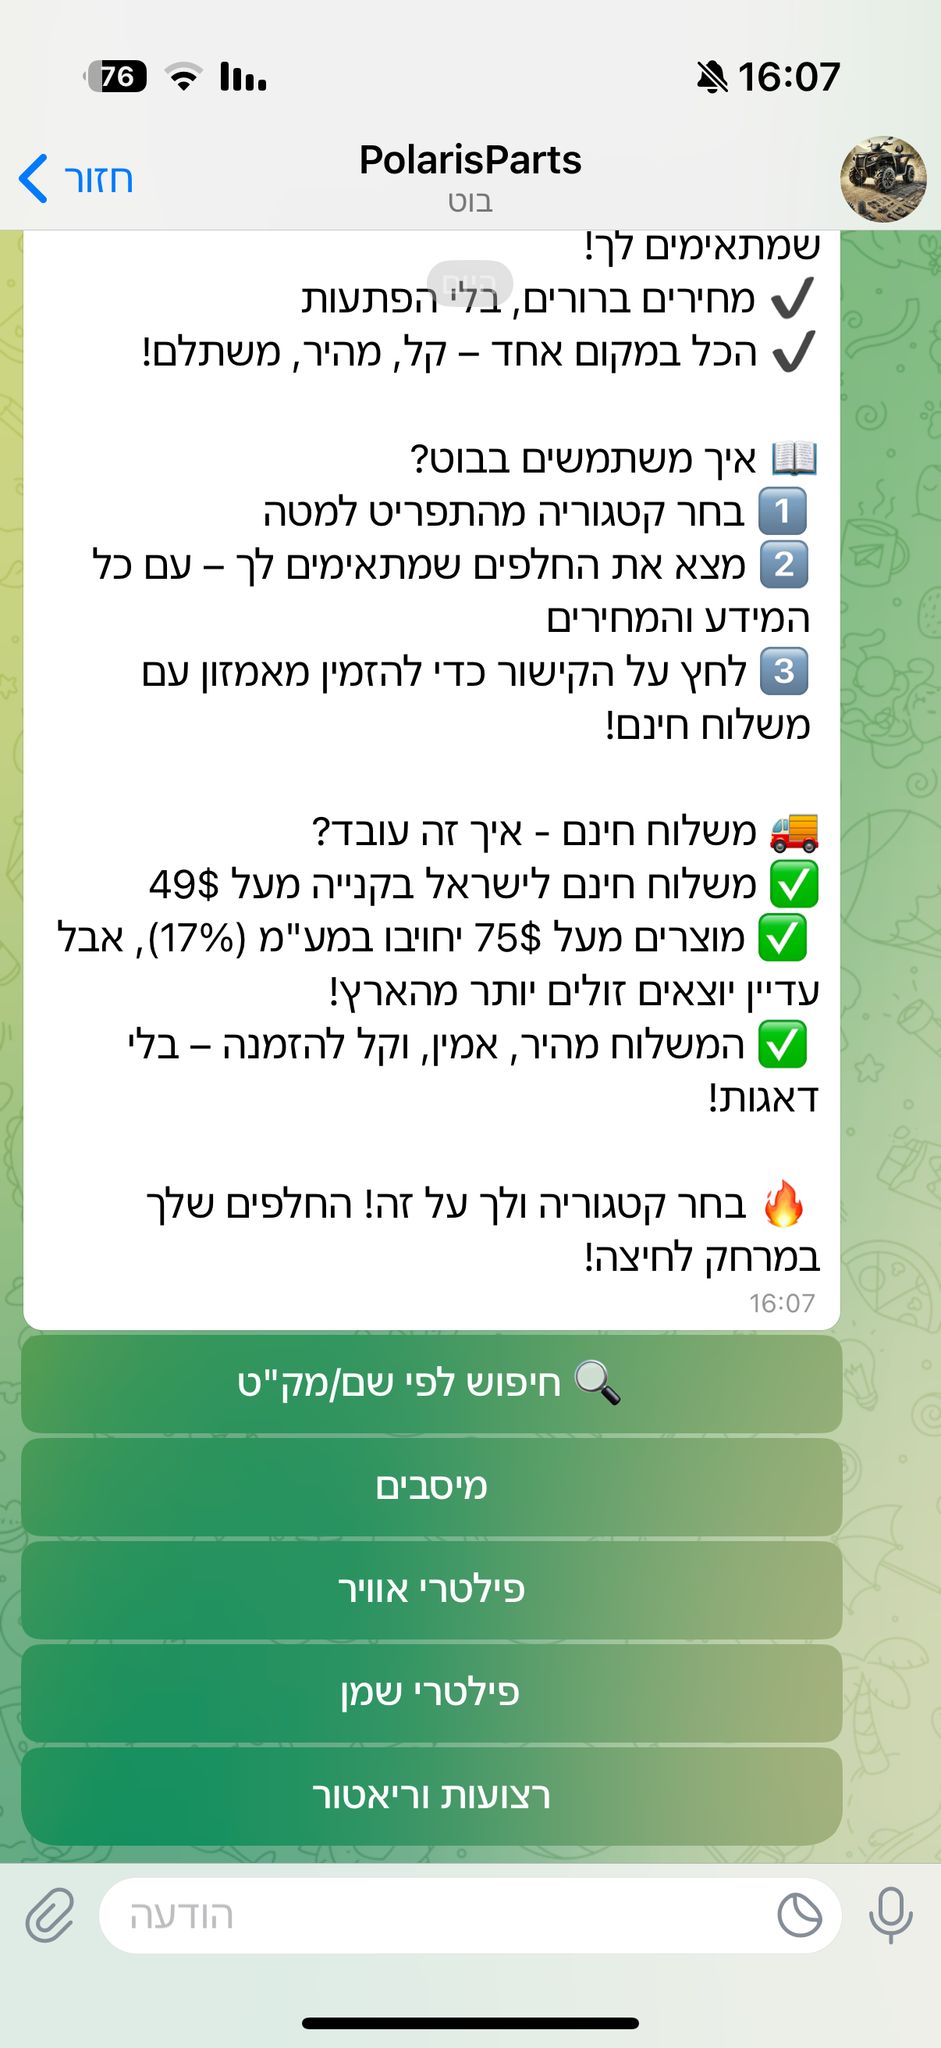 76
16:07
חזור
PolarisParts
בוט
שמתאימים לך!
היום
✔️ מחירים ברורים, בלי הפתעות
✔️ הכל במקום אחד – קל, מהיר, משתלם!
📖 איך משתמשים בבוט?
1️⃣ בחר קטגוריה מהתפריט למטה
2️⃣ מצא את החלפים שמתאימים לך – עם כל
המידע והמחירים
3️⃣ לחץ על הקישור כדי להזמין מאמזון עם
משלוח חינם!
🚚 משלוח חינם - איך זה עובד?
✅ משלוח חינם לישראל בקנייה מעל 49$
✅ מוצרים מעל 75$ יחויבו במע"מ (17%), אבל
עדיין יוצאים זולים יותר מהארץ!
✅ המשלוח מהיר, אמין, וקל להזמנה – בלי
דאגות!
🔥 בחר קטגוריה ולך על זה! החלפים שלך
במרחק לחיצה!
16:07
🔍 חיפוש לפי שם/מק"ט
מיסבים
פילטרי אוויר
פילטרי שמן
רצועות וריאטור
הודעה